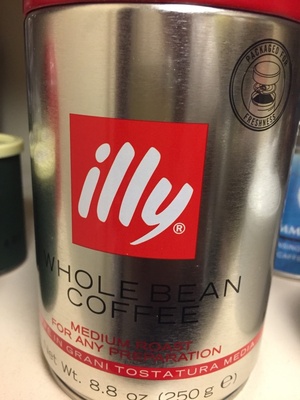 PACKAGED FOR
FRESHNESS
illy®
WHOLE BEAN
COFFEE
MEDIUM ROAST
FOR ANY PREPARATION
IN GRANI TOSTATURA MEDIA
Net Wt. 8.8 oz (250 g ℮)